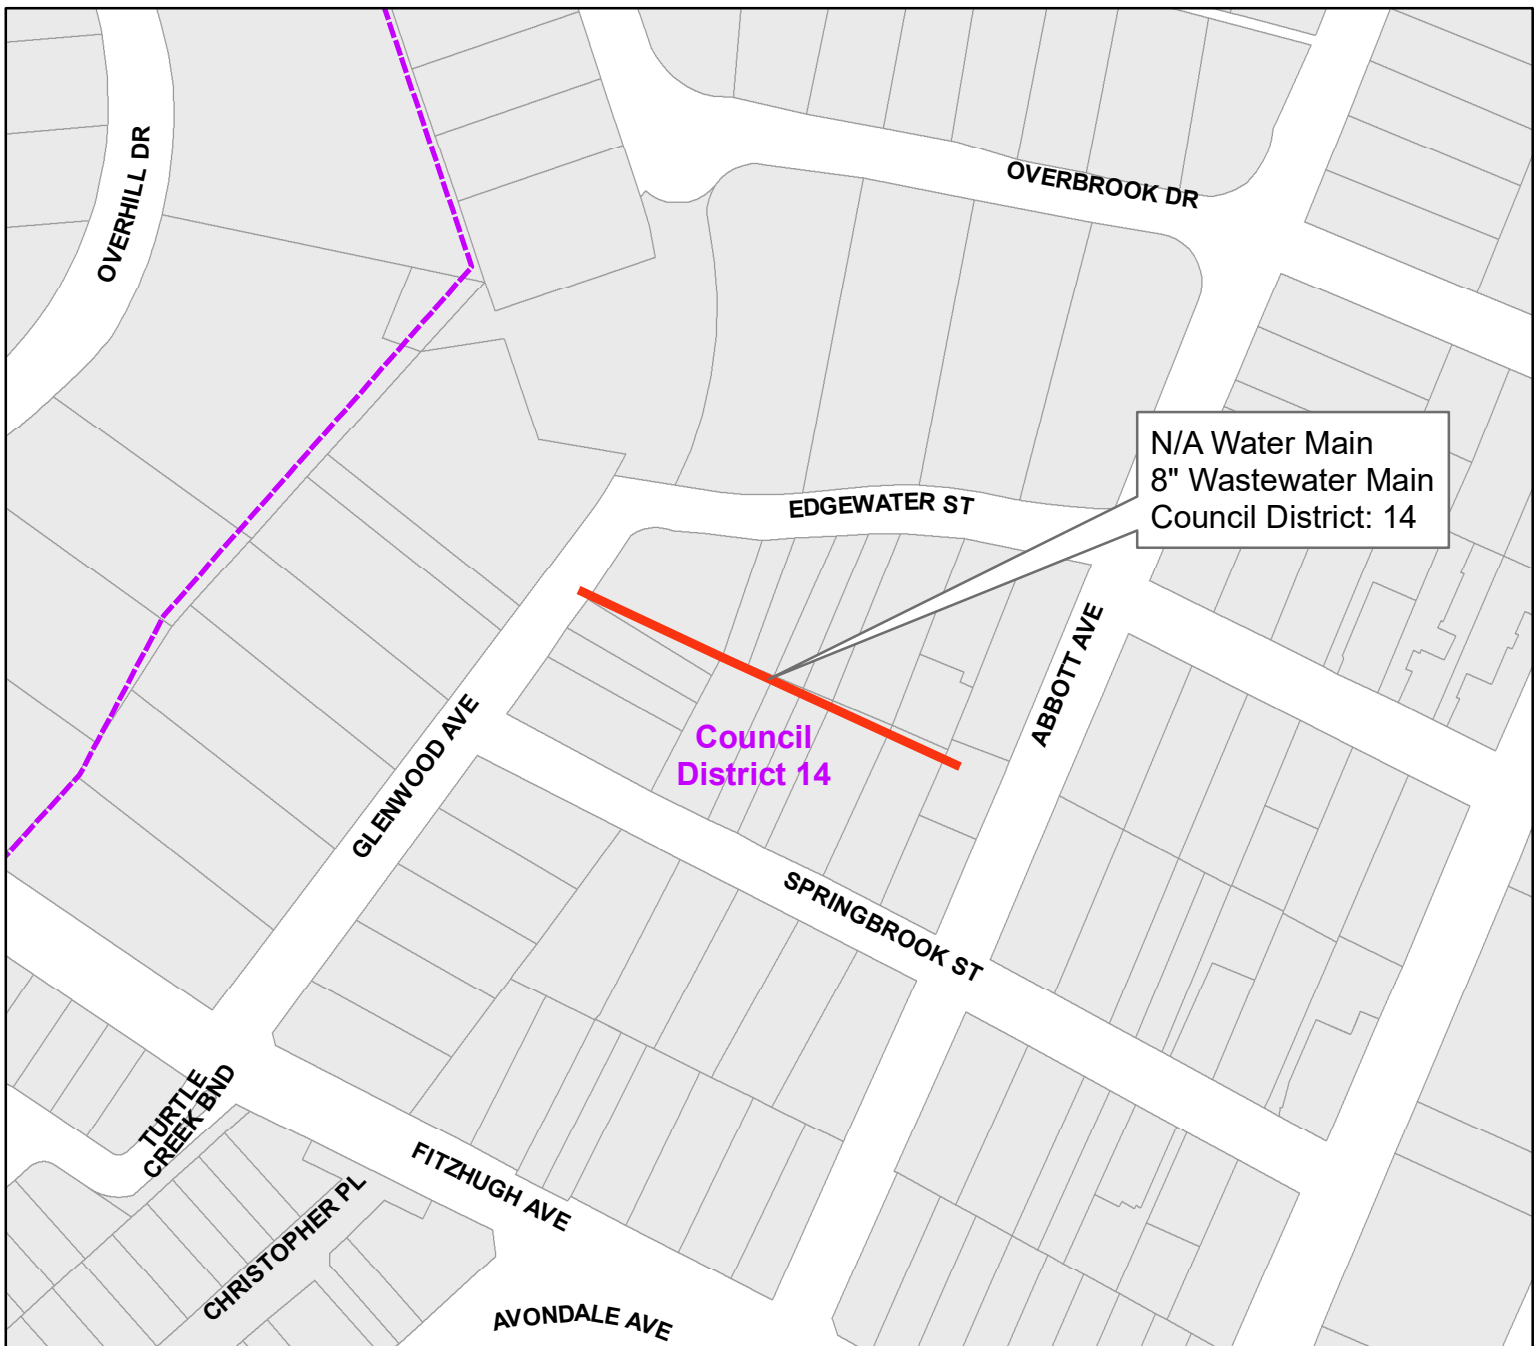 OVERHILL DR
OVERBROOK DR
N/A Water Main
8" Wastewater Main
Council District: 14
EDGEWATER ST
ABBOTT AVE
GLENWOOD AVE
Council
District 14
SPRINGBROOK ST
TURTLE
CREEK BND
FITZHUGH AVE
CHRISTOPHER PL
AVONDALE AVE